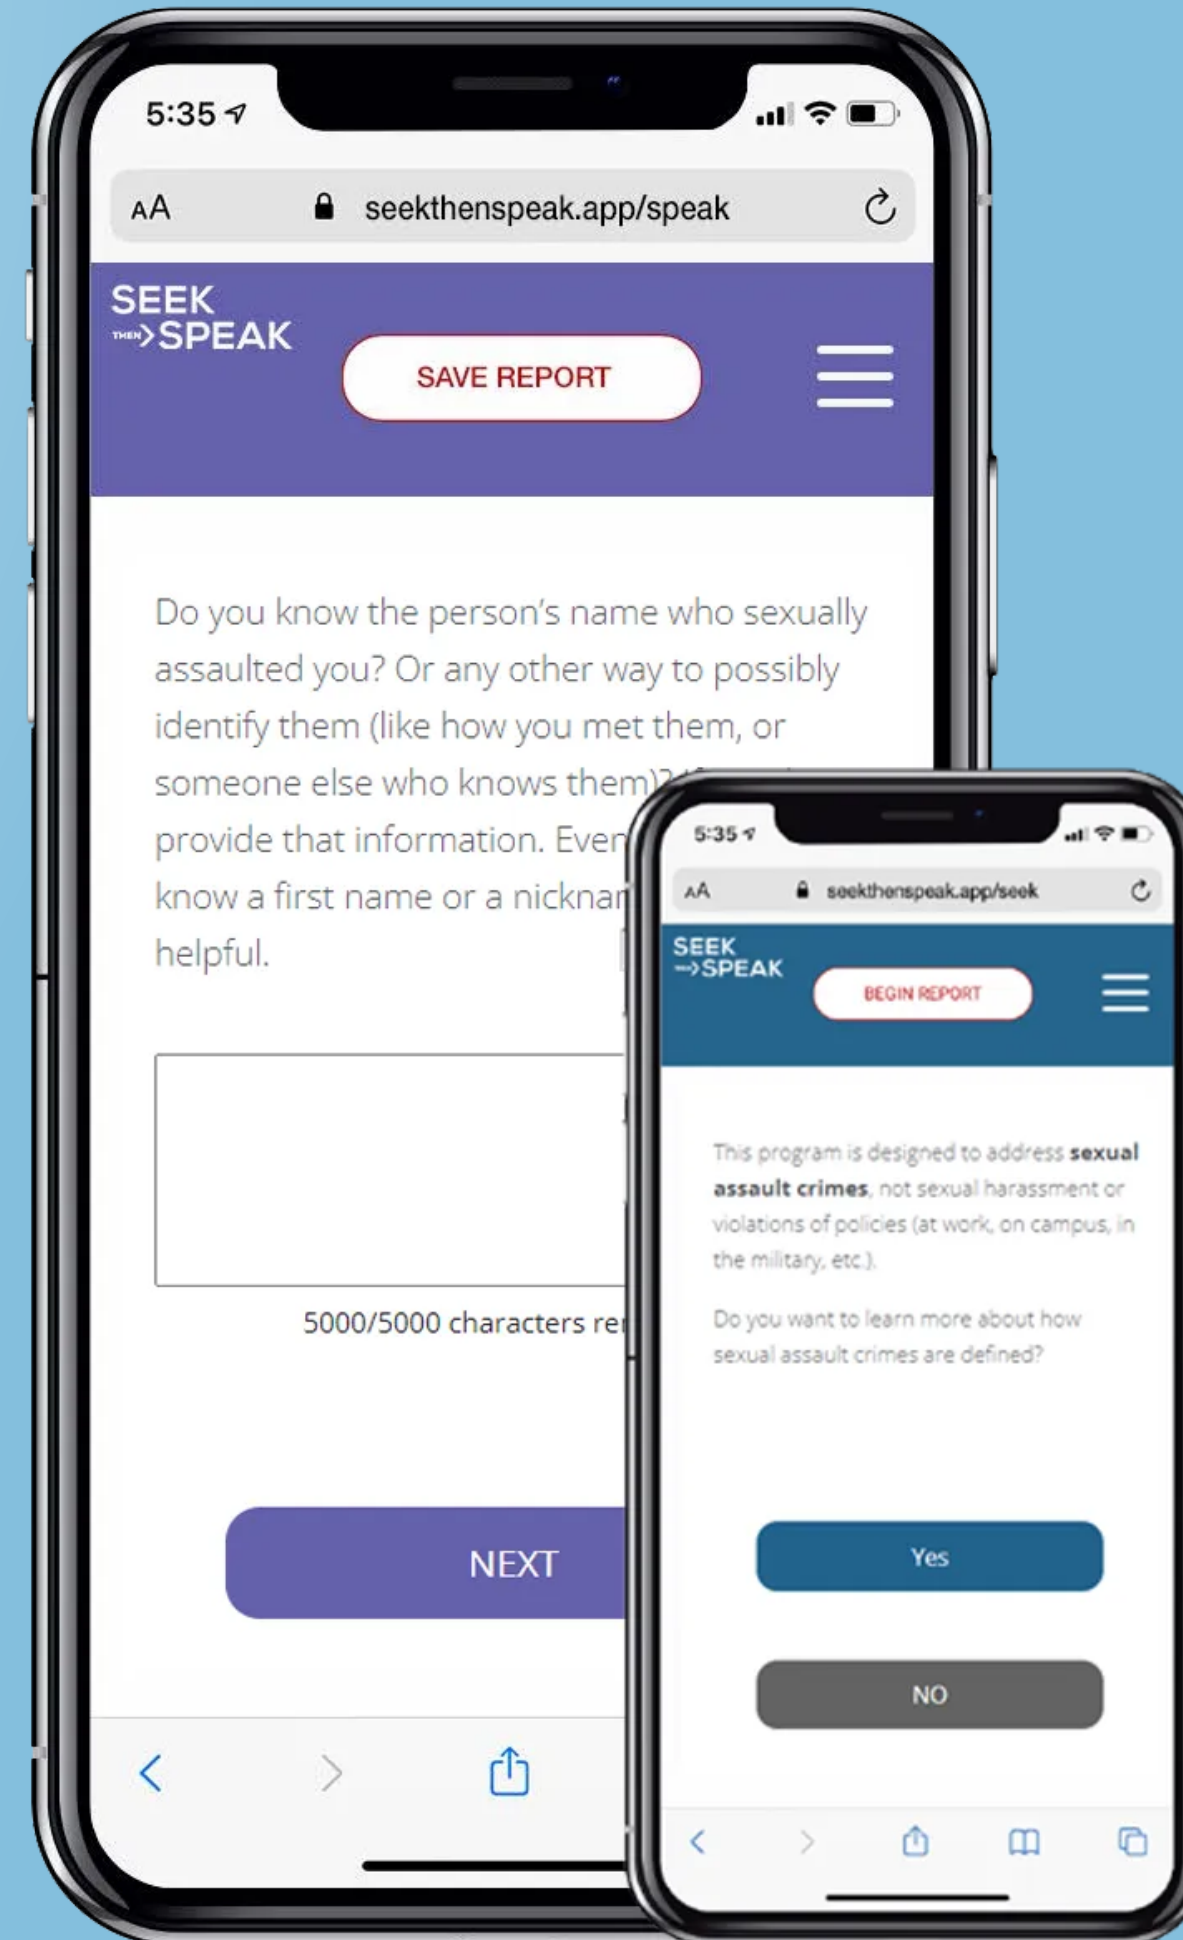 5:35
AA seekthenspeak.app/speak
SEEK
THEN SPEAK
SAVE REPORT
Do you know the person’s name who sexually
assaulted you? Or any other way to possibly
identify them (like how you met them, or
someone else who knows them)?
provide that information. Even
know a first name or a
helpful.
5000/5000 characters
NEXT
5:35
AA seekthenspeak.app/seek
SEEK
SPEAK
BEGIN REPORT
This program is designed to address sexual
assault crimes, not sexual harassment or
violations of policies (at work, on campus, in
the military, etc.).
Do you want to learn more about how
sexual assault crimes are defined?
Yes
NO